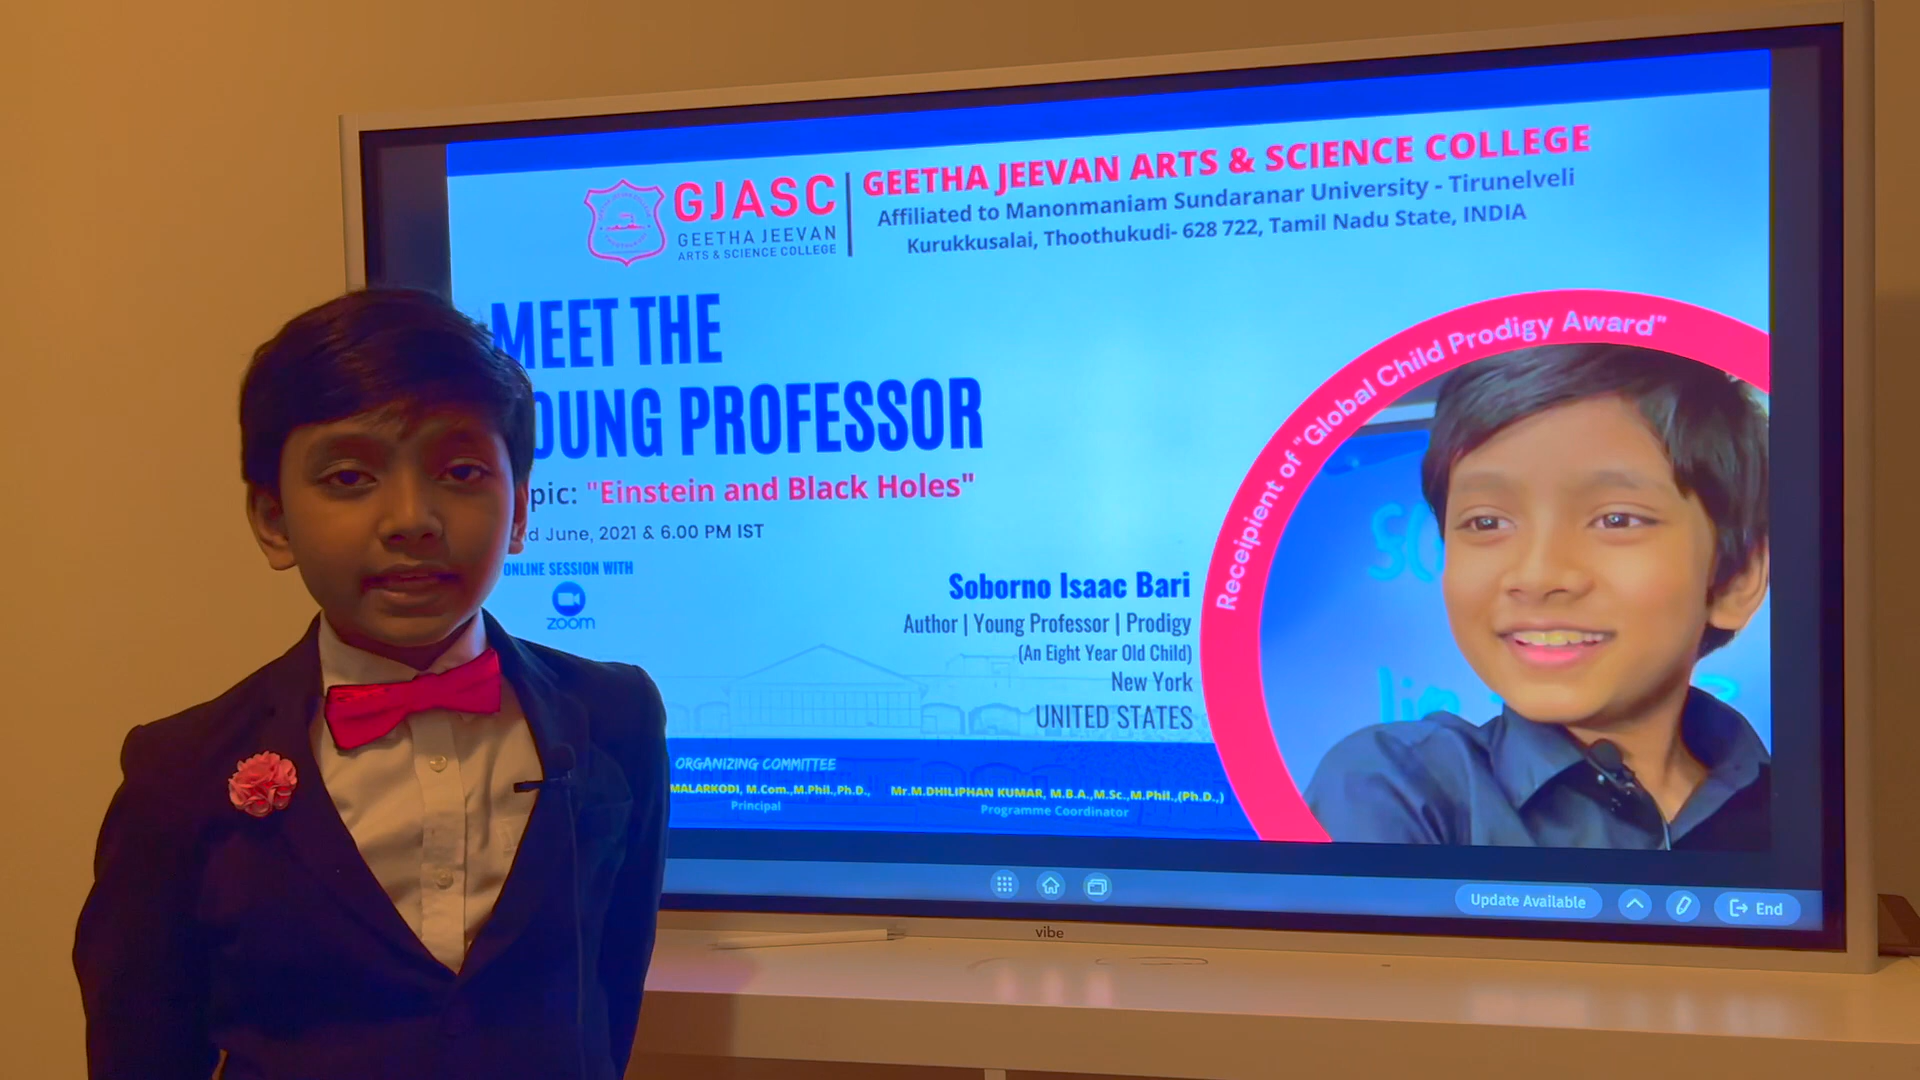 GJASC
GEETHA JEEVAN
ARTS & SCIENCE COLLEGE
GEETHA JEEVAN ARTS & SCIENCE COLLEGE
Affiliated to Manonmaniam Sundaranar University - Tirunelveli
Kurukkusalai, Thoothukudi- 628 722, Tamil Nadu State, INDIA
MEET THE
OUNG PROFESSOR
pic: "Einstein and Black Holes"
d June, 2021 & 6.00 PM IST
ONLINE SESSION WITH
zoom
Soborno Isaac Bari
Author | Young Professor | Prodigy
(An Eight Year Old Child)
New York
UNITED STATES
Receipient of "Global Child Prodigy Award"
ORGANIZING COMMITTEE
MALARKODI, M.Com.,M.Phil.,Ph.D.,
Principal
Mr.M.DHILIPHAN KUMAR, M.B.A.,M.Sc.,M.Phil.,(Ph.D.,)
Programme Coordinator
Update Available
End
vibe